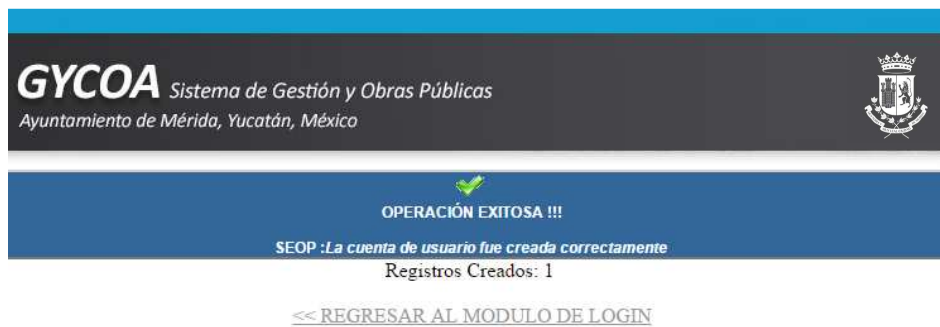 GYCOA Sistema de Gestión y Obras Públicas
Ayuntamiento de Mérida, Yucatán, México
OPERACIÓN EXITOSA !!!
SEOP :La cuenta de usuario fue creada correctamente
Registros Creados: 1
<< REGRESAR AL MODULO DE LOGIN